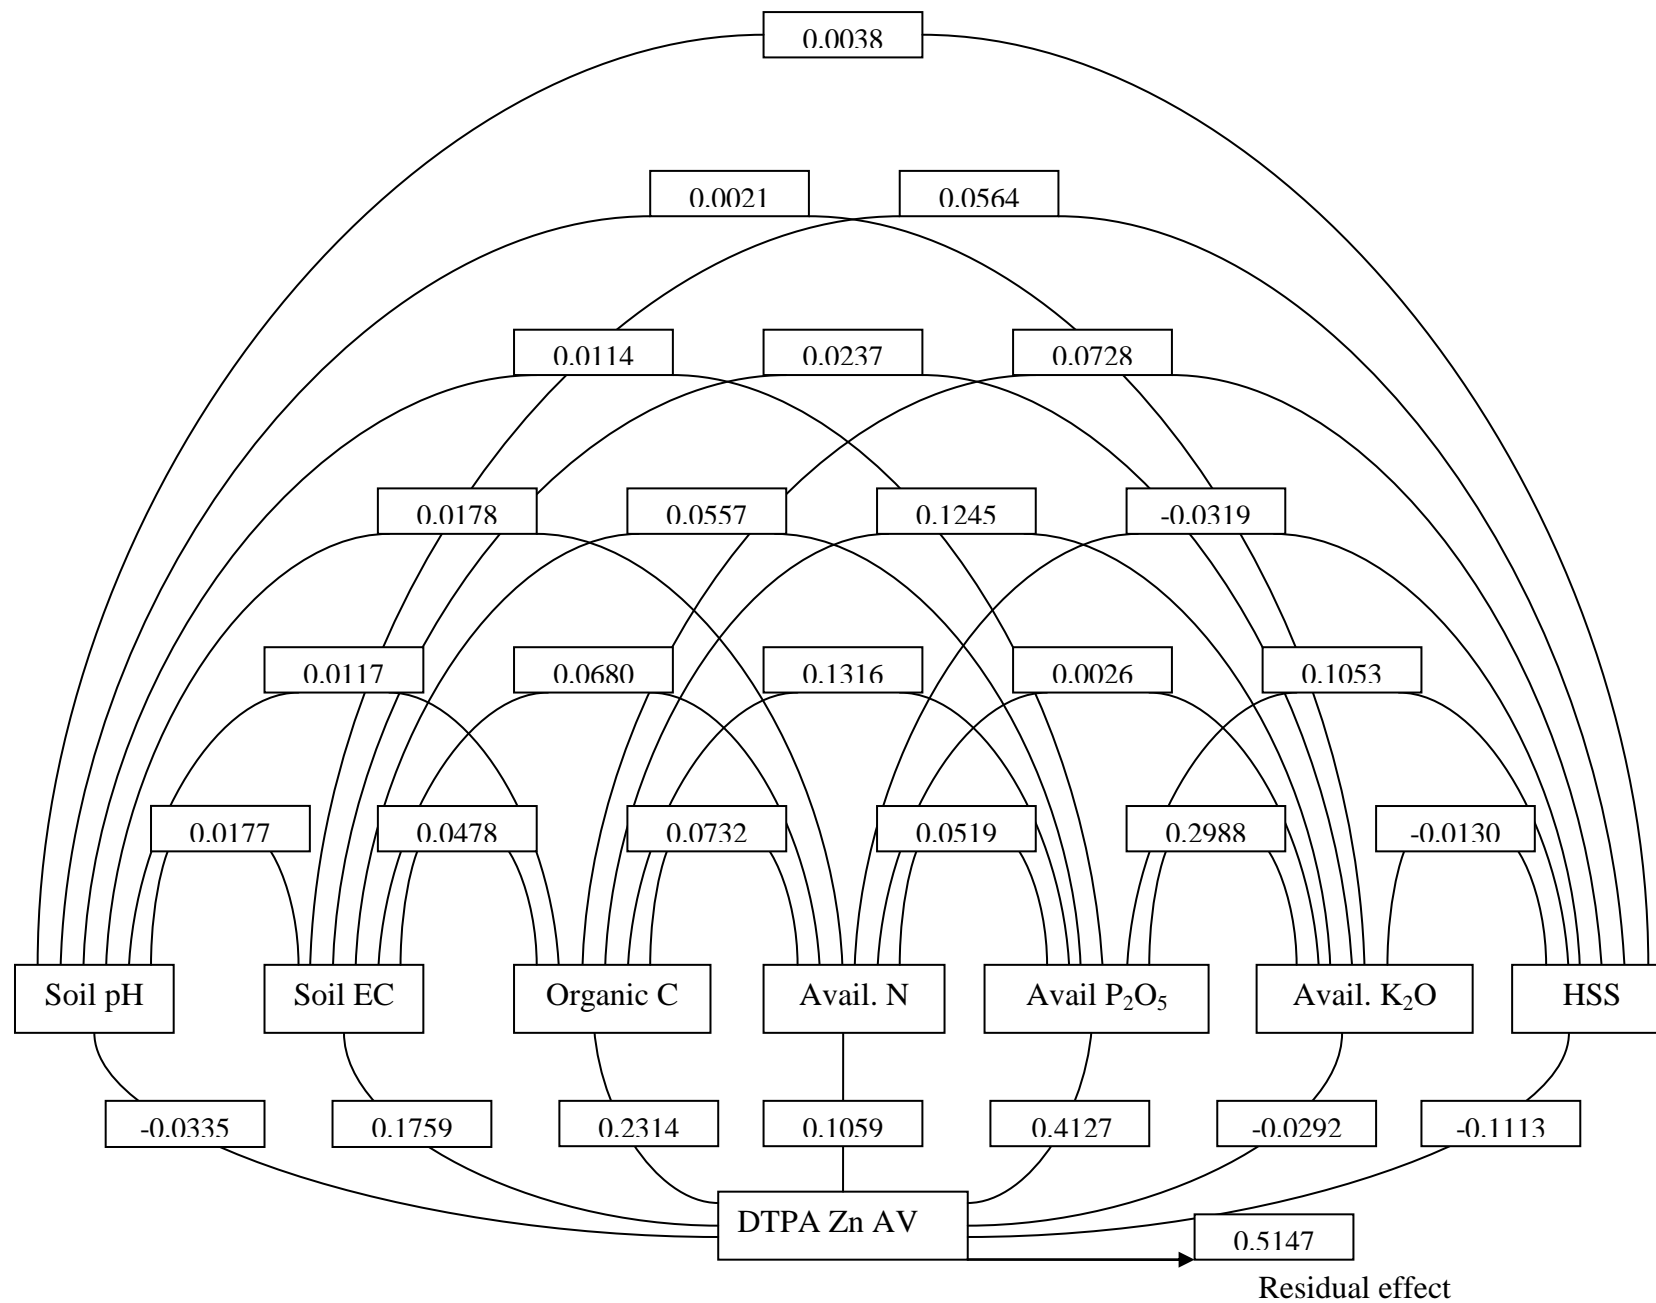 0.0038
0.0021 0.0564
0.0114 0.0237 0.0728
0.0178 0.0557 0.1245 -0.0319
0.0117 0.0680 0.1316 0.0026 0.1053
0.0177 0.0478 0.0732 0.0519 0.2988 -0.0130
Soil pH Soil EC Organic C Avail. N Avail P₂O₅ Avail. K₂O HSS
-0.0335 0.1759 0.2314 0.1059 0.4127 -0.0292 -0.1113
DTPA Zn AV
0.5147
Residual effect